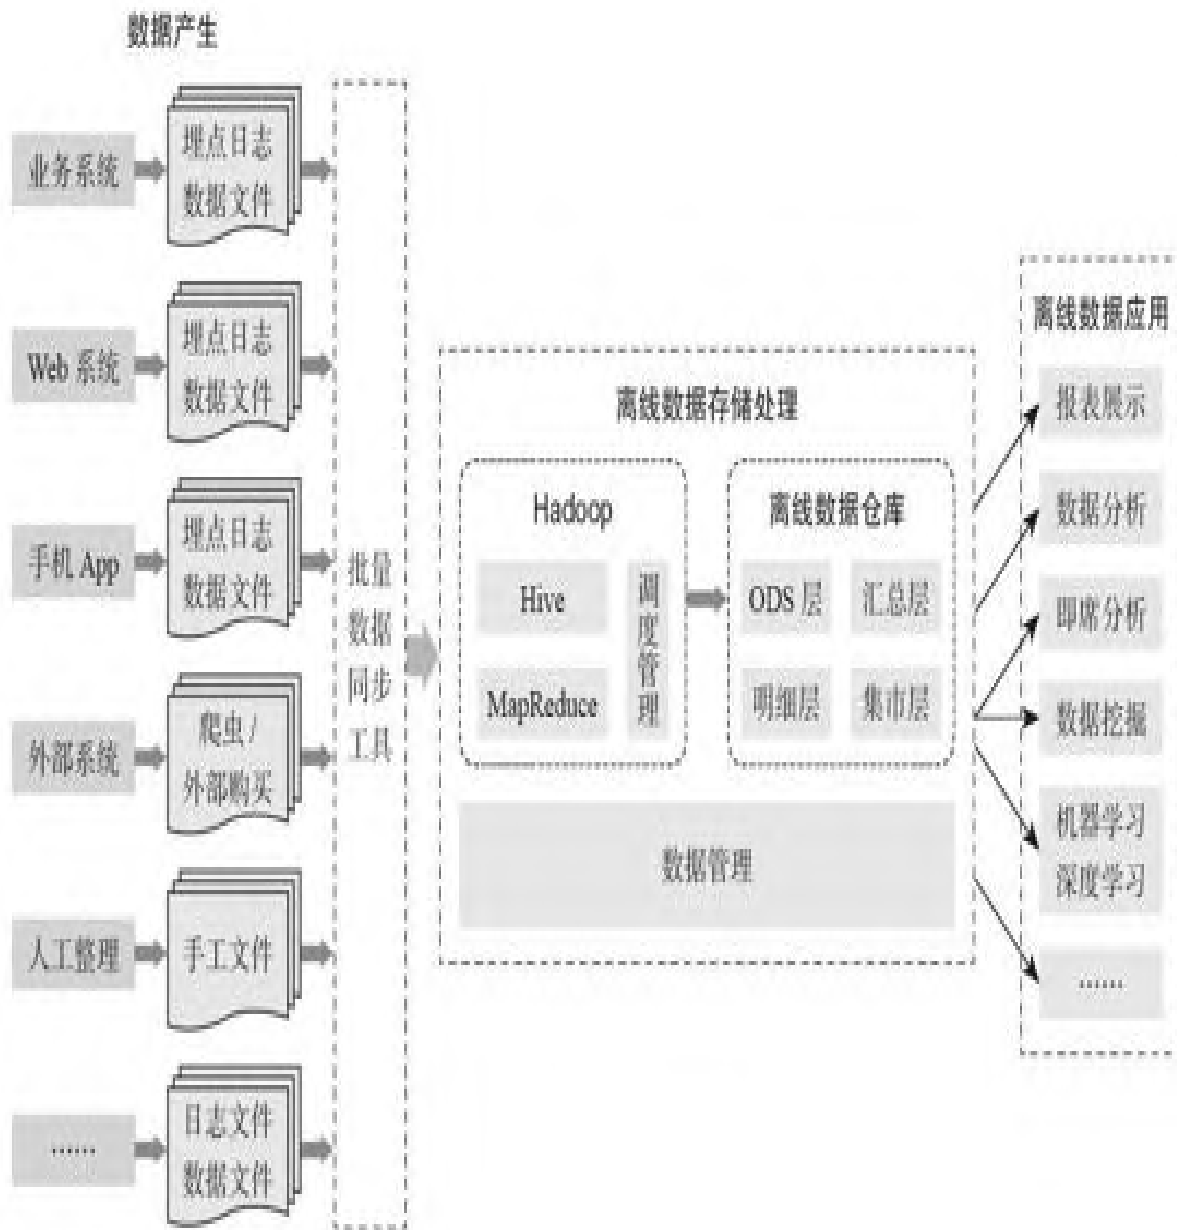 数据产生
业务系统
埋点日志
数据文件
Web 系统
埋点日志
数据文件
手机 App
埋点日志
数据文件
外部系统
爬虫 /
外部购买
人工整理
手工文件
……
日志文件
数据文件
批量
数据
同步
工具
离线数据存储处理
Hadoop
Hive
MapReduce
调度管理
离线数据仓库
ODS 层
汇总层
明细层
集市层
数据管理
离线数据应用
报表展示
数据分析
即席分析
数据挖掘
机器学习
深度学习
……